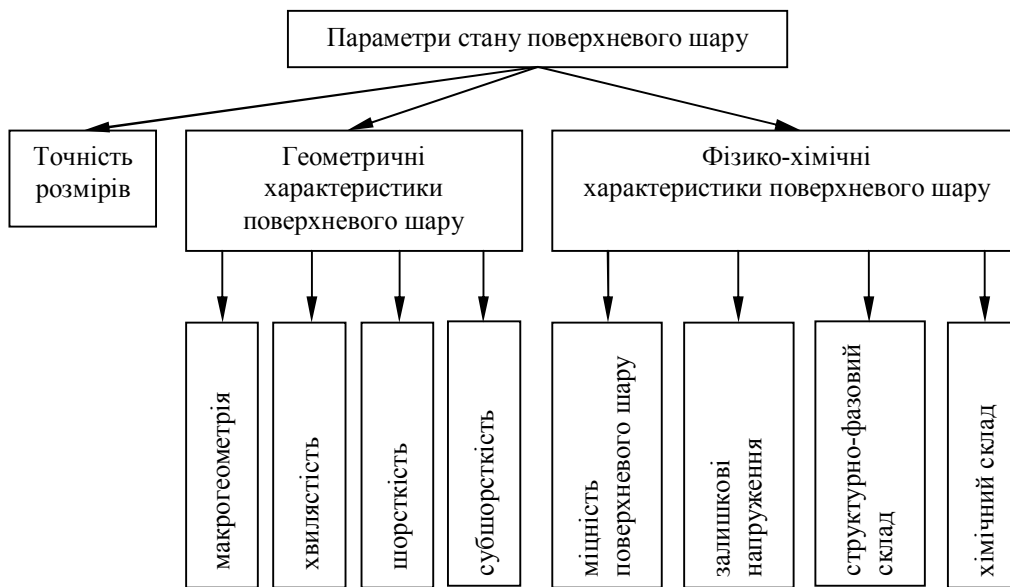 Параметри стану поверхневого шару
Точність
розмірів
Геометричні
характеристики
поверхневого шару
Фізико-хімічні
характеристики поверхневого шару
макрогеометрія
хвилястість
шорсткість
субшорсткість
міцність
поверхневого шару
залишкові
напруження
структурно-фазовий
склад
хімічний склад